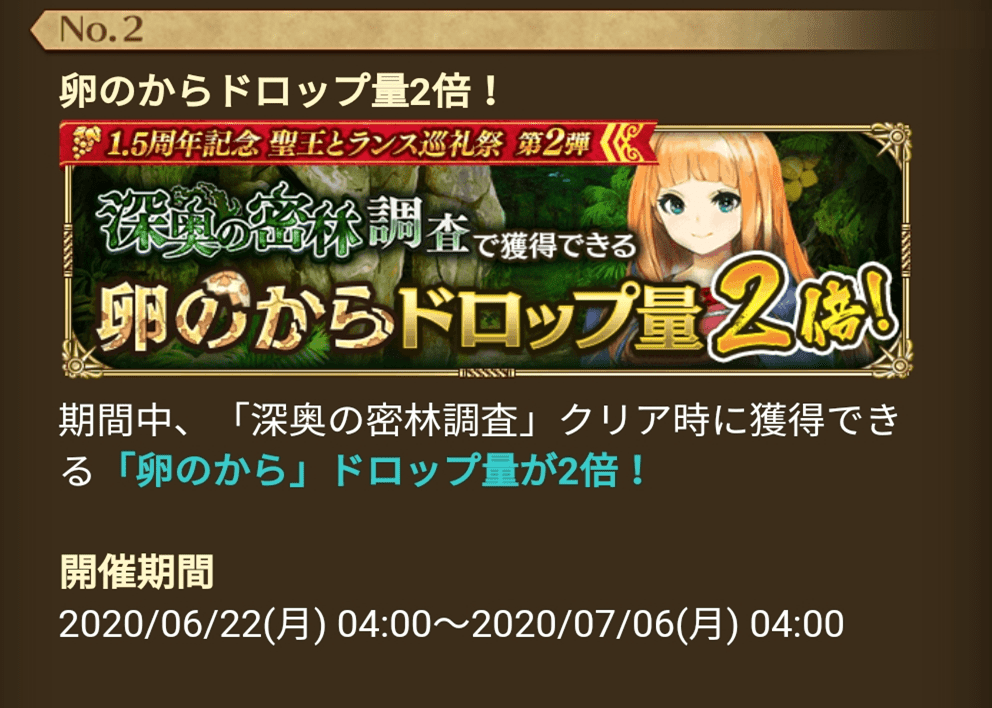 No.2
卵のからドロップ量2倍！
1.5周年記念 聖王とランス巡礼祭 第2弾
深奥の密林調査で獲得できる
卵のからドロップ量2倍!
期間中、「深奥の密林調査」クリア時に獲得でき
る「卵のから」ドロップ量が2倍！
開催期間
2020/06/22(月) 04:00～2020/07/06(月) 04:00